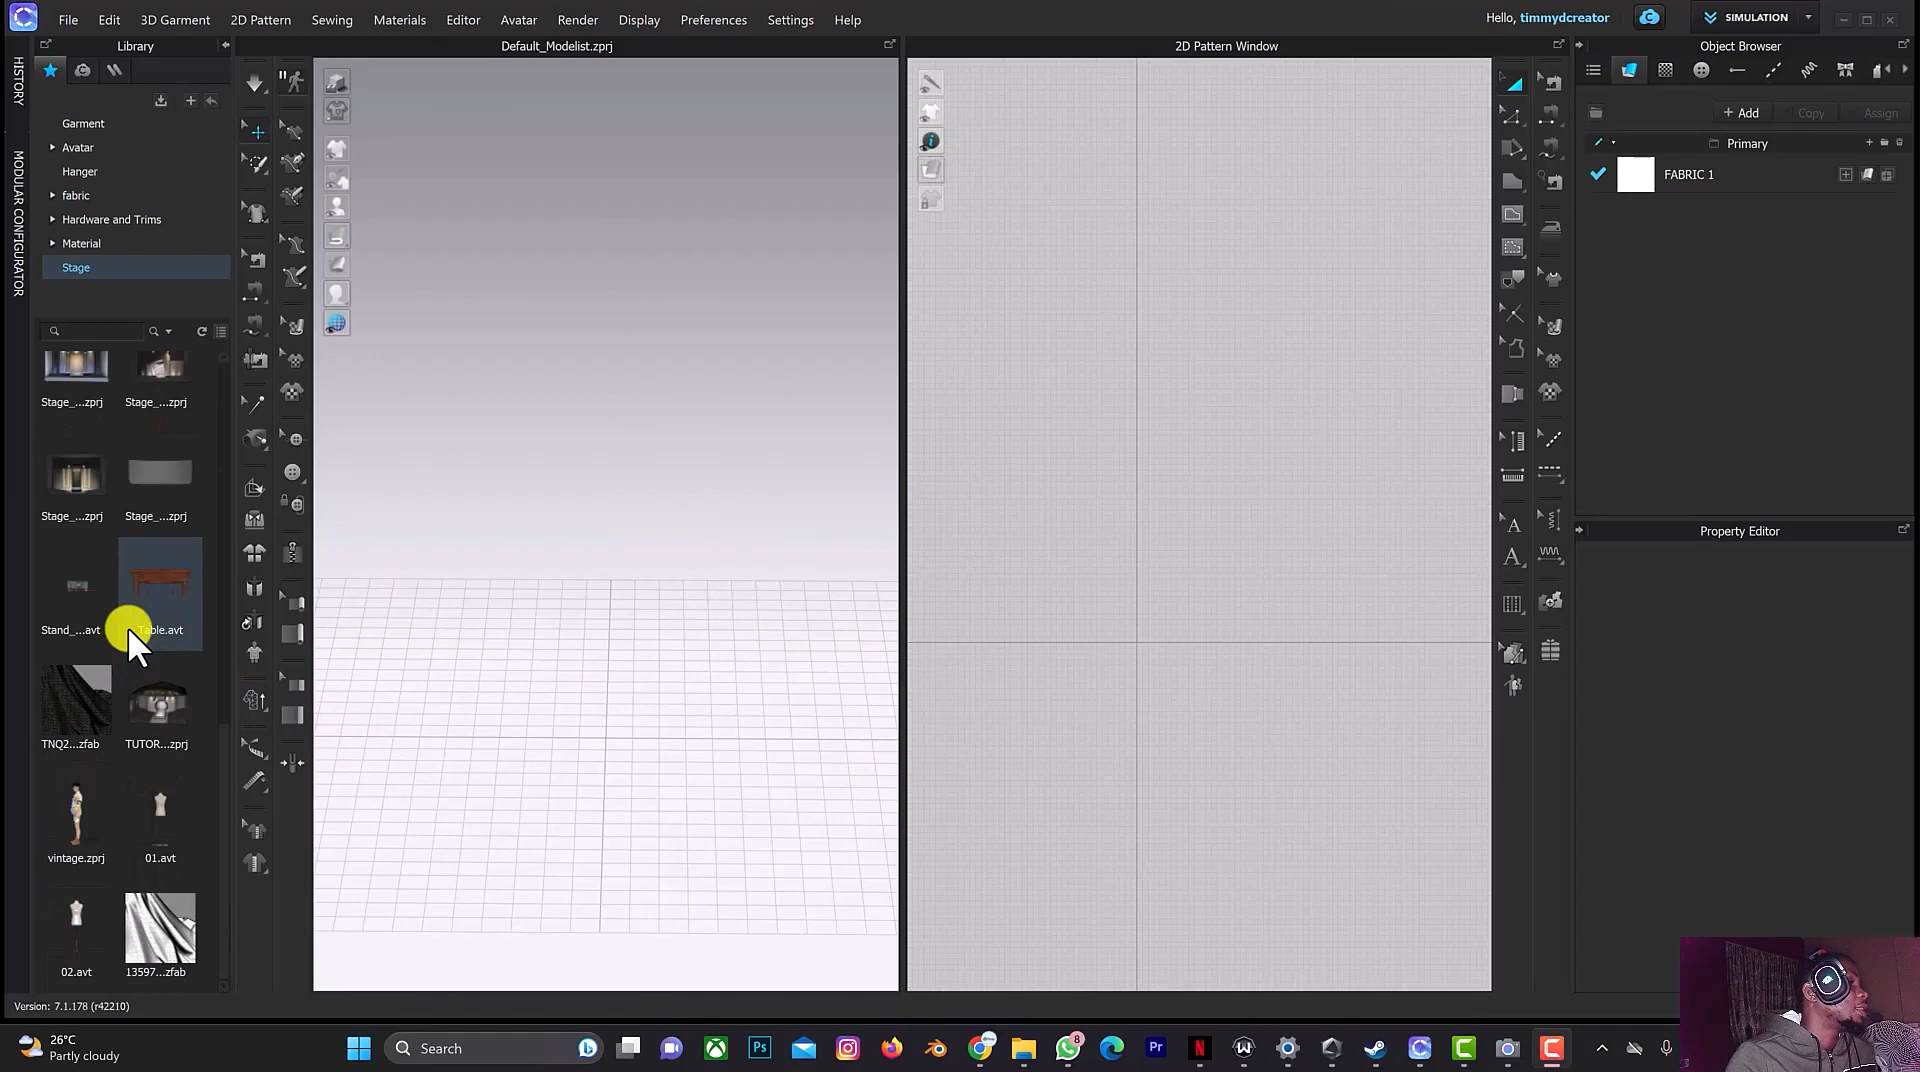 File Edit 3D Garment 2D Pattern Sewing Materials Editor Avatar Render Display Preferences Settings Help
Hello, timmydcreator
SIMULATION
Library
Default_Modelist.zprj
2D Pattern Window
Object Browser
HISTORY
MODULAR CONFIGURATOR
Garment
Avatar
Hanger
fabric
Hardware and Trims
Material
Stage
+ Add
Copy
Assign
Primary
FABRIC 1
Stage_...zprj Stage_...zprj
Stage_...zprj Stage_...zprj
Stand_...avt Table.avt
TNQ2...zfab TUTOR...zprj
vintage.zprj 01.avt
02.avt 13597...zfab
Property Editor
Version: 7.1.178 (r42210)
26°C
Partly cloudy
Search
Ps
8
Pr
N